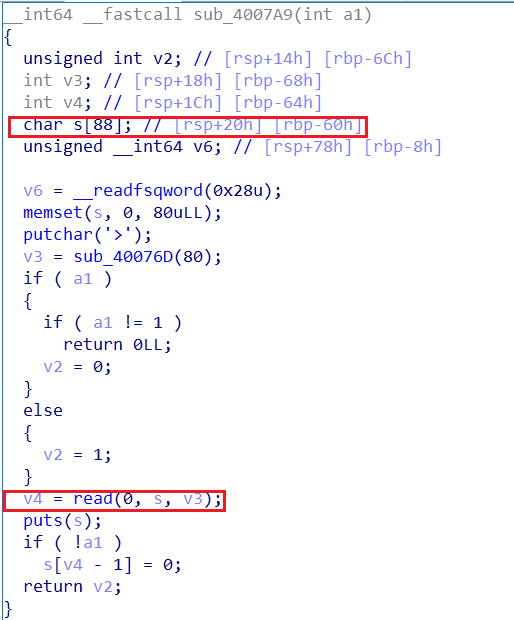 __int64 __fastcall sub_4007A9(int a1)
{
  unsigned int v2; // [rsp+14h] [rbp-6Ch]
  int v3; // [rsp+18h] [rbp-68h]
  int v4; // [rsp+1Ch] [rbp-64h]
  char s[88]; // [rsp+20h] [rbp-60h]
  unsigned __int64 v6; // [rsp+78h] [rbp-8h]

  v6 = __readfsqword(0x28u);
  memset(s, 0, 80uLL);
  putchar('>');
  v3 = sub_40076D(80);
  if ( a1 )
  {
    if ( a1 != 1 )
      return 0LL;
    v2 = 0;
  }
  else
  {
    v2 = 1;
  }
  v4 = read(0, s, v3);
  puts(s);
  if ( !a1 )
    s[v4 - 1] = 0;
  return v2;
}